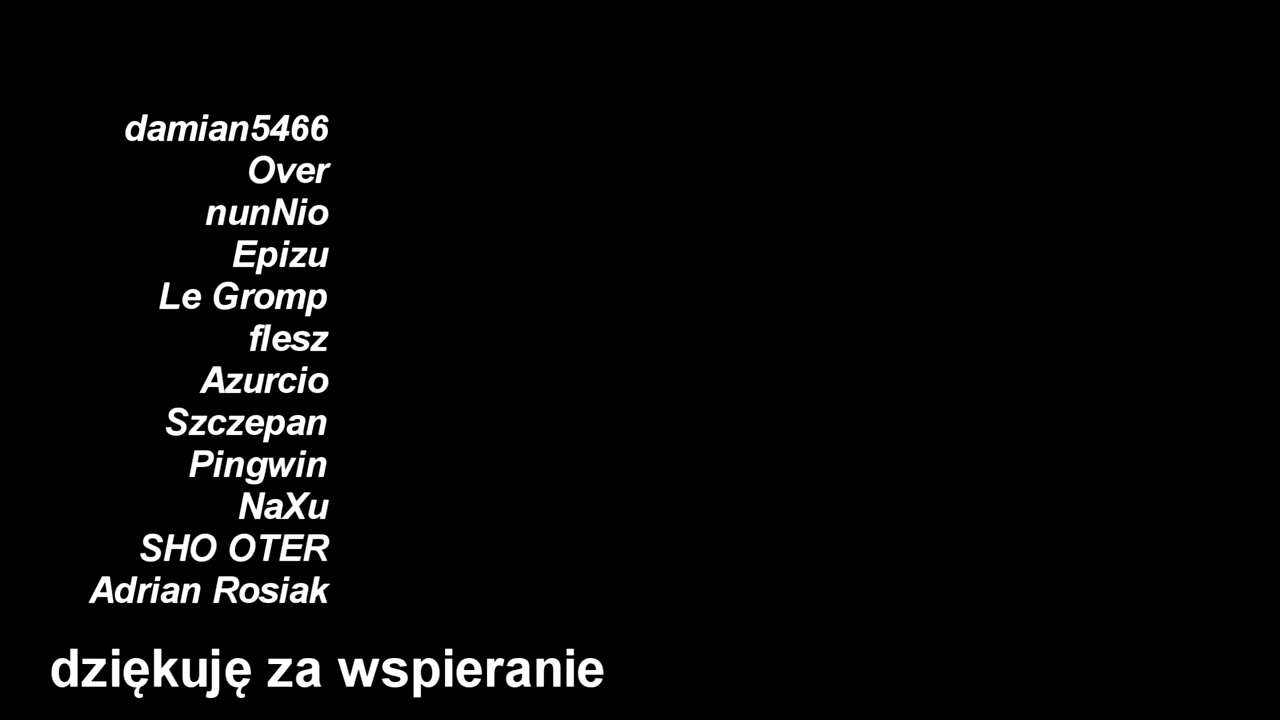 damian5466
Over
nunNio
Epizu
Le Gromp
flesz
Azurcio
Szczepan
Pingwin
NaXu
SHO OTER
Adrian Rosiak
dziękuję za wspieranie